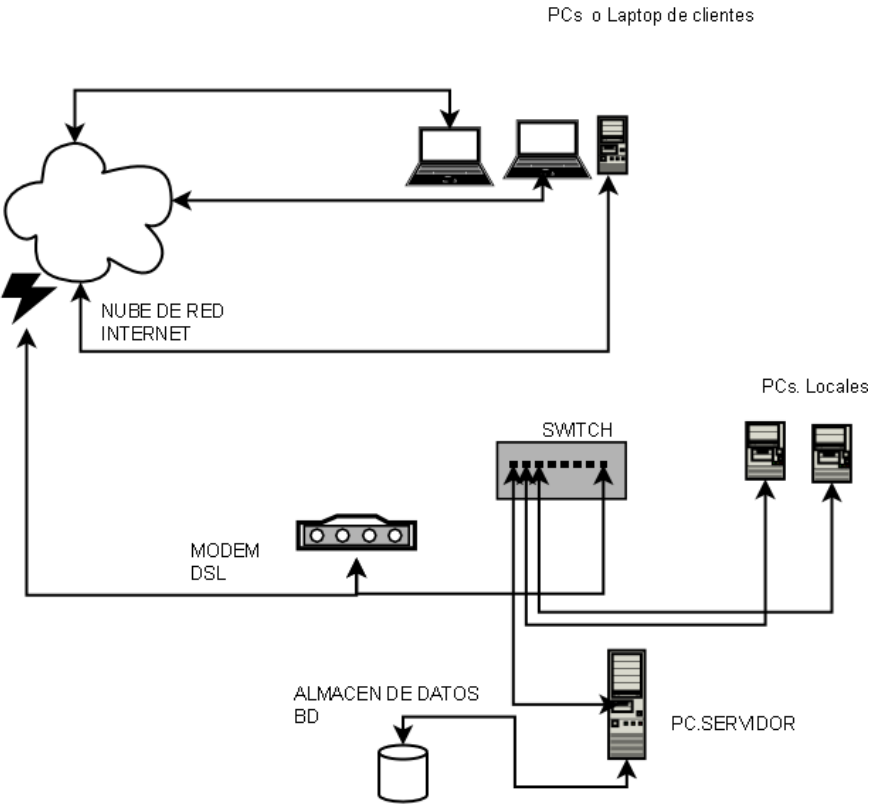 PCs o Laptop de clientes
NUBE DE RED
INTERNET
PCs. Locales
SWITCH
MODEM
DSL
ALMACEN DE DATOS
BD
PC.SERVIDOR